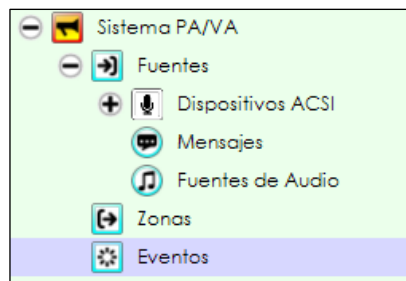 Sistema PA/VA
Fuentes
Dispositivos ACSI
Mensajes
Fuentes de Audio
Zonas
Eventos